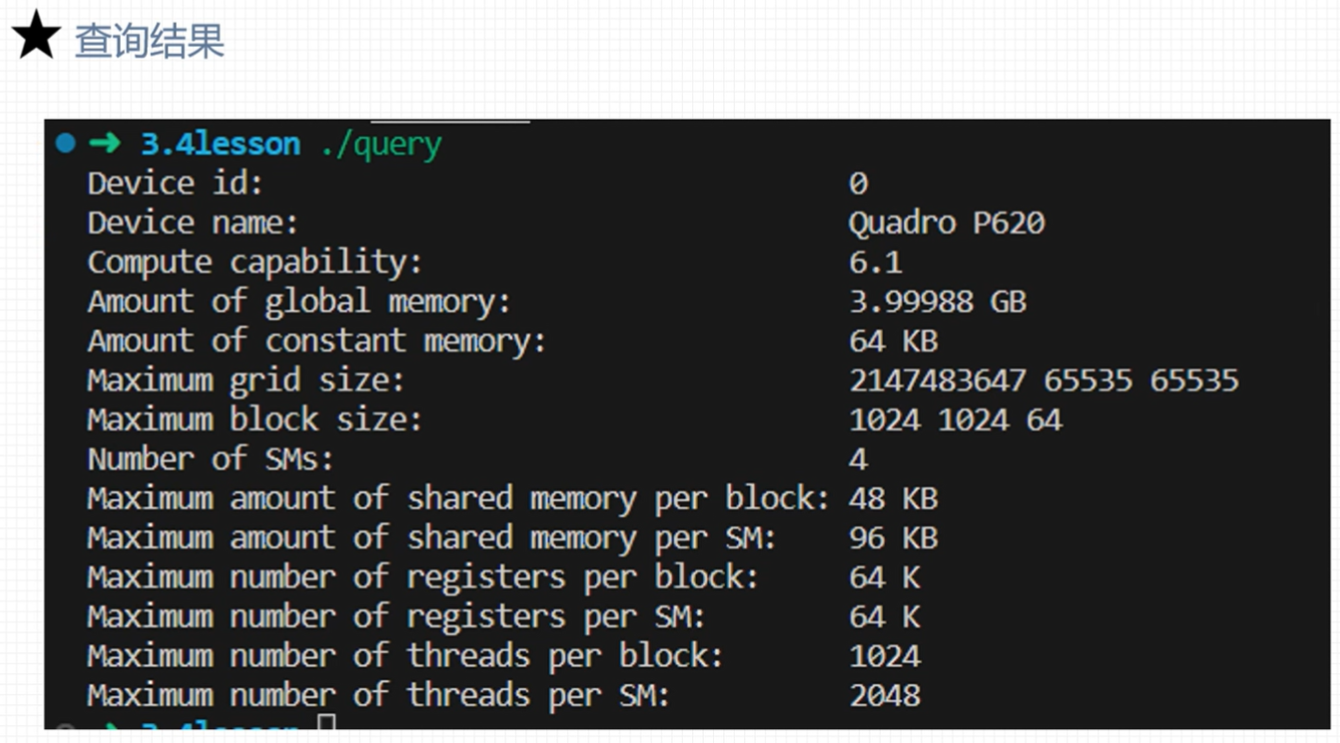 ★ 查询结果
● ➜ 3.4lesson ./query
Device id: 0
Device name: Quadro P620
Compute capability: 6.1
Amount of global memory: 3.99988 GB
Amount of constant memory: 64 KB
Maximum grid size: 2147483647 65535 65535
Maximum block size: 1024 1024 64
Number of SMs: 4
Maximum amount of shared memory per block: 48 KB
Maximum amount of shared memory per SM: 96 KB
Maximum number of registers per block: 64 K
Maximum number of registers per SM: 64 K
Maximum number of threads per block: 1024
Maximum number of threads per SM: 2048
○ ➜ 3.4lesson